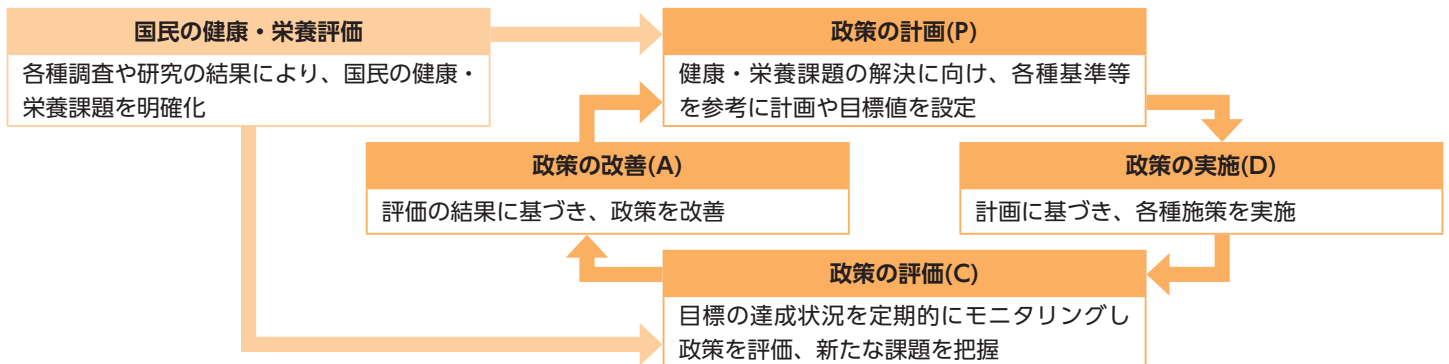 国民の健康・栄養評価
各種調査や研究の結果により、国民の健康・
栄養課題を明確化
政策の計画(P)
健康・栄養課題の解決に向け、各種基準等
を参考に計画や目標値を設定
政策の改善(A)
評価の結果に基づき、政策を改善
政策の実施(D)
計画に基づき、各種施策を実施
政策の評価(C)
目標の達成状況を定期的にモニタリングし
政策を評価、新たな課題を把握